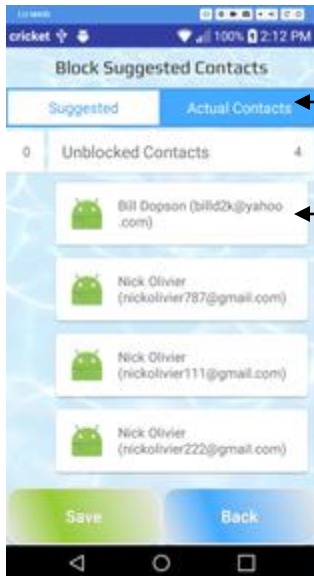 cricket 100% 2:12 PM
Block Suggested Contacts
Suggested Actual Contacts
0 Unblocked Contacts 4
Bill Dopson (billd2k@yahoo
.com)
Nick Olivier
(nickolivier787@gmail.com)
Nick Olivier
(nickolivier111@gmail.com)
Nick Olivier
(nickolivier222@gmail.com)
Save Back